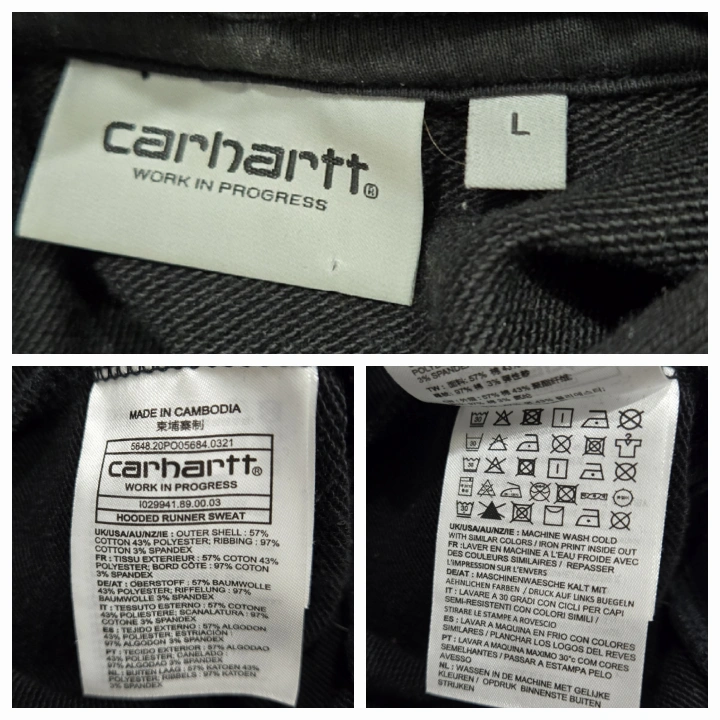 carhartt®
WORK IN PROGRESS
L
MADE IN CAMBODIA
柬埔寨制
5648.20PO05684.0321
carhartt®
WORK IN PROGRESS
I029941.89.00.03
HOODED RUNNER SWEAT
UK/USA/AU/NZ/IE : OUTER SHELL : 57%
COTTON 43% POLYESTER; RIBBING : 97%
COTTON 3% SPANDEX
FR : TISSU EXTERIEUR : 57% COTON 43%
POLYESTER; BORD CÔTE : 97% COTON
3% SPANDEX
DE/AT : OBERSTOFF : 57% BAUMWOLLE
43% POLYESTER; RIFFELUNG : 97%
BAUMWOLLE 3% SPANDEX
IT : TESSUTO ESTERNO : 57% COTONE
43% POLIESTERE; SCANALATURA : 97%
COTONE 3% SPANDEX
ES : TEJIDO EXTERNO : 57% ALGODON
43% POLIESTER; ESTRIACIÓN :
97% ALGODON 3% SPANDEX
PT : TECIDO EXTERIOR : 57% ALGODAO
43% POLIESTER; CANELADO :
97% ALGODAO 3% SPANDEX
NL : BUITEN LAAG : 57% KATOEN 43%
POLYESTER; RIBBELS : 97% KATOEN
3% SPANDEX
3% SPANDEX
UK/USA/AU/NZ/IE : MACHINE WASH COLD
WITH SIMILAR COLORS / IRON PRINT INSIDE OUT
FR : LAVER EN MACHINE A L'EAU FROIDE AVEC
DES COULEURS SIMILAIRES / REPASSER
L'IMPRESSION SUR L'ENVERS
DE/AT : MASCHINENWAESCHE KALT MIT
AEHNLICHEN FARBEN / DRUCK AUF LINKS BUEGELN
IT : LAVARE A 30 GRADI CON CICLI PER CAPI
SEMI-RESISTENTI CON COLORI SIMILI /
STIRARE LE STAMPE A ROVESCIO
ES : LAVAR A MAQUINA EN FRIO CON COLORES
SIMILARES / PLANCHAR LOS LOGOS DEL REVES
PT : LAVAR A MAQUINA MAXIMO 30°c COM CORES
SEMELHANTES / PASSAR A ESTAMPA PELO
AVESSO
NL : WASSEN IN DE MACHINE MET GELIJKE
KLEUREN / OPDRUK BINNENSTE BUITEN
STRIJKEN